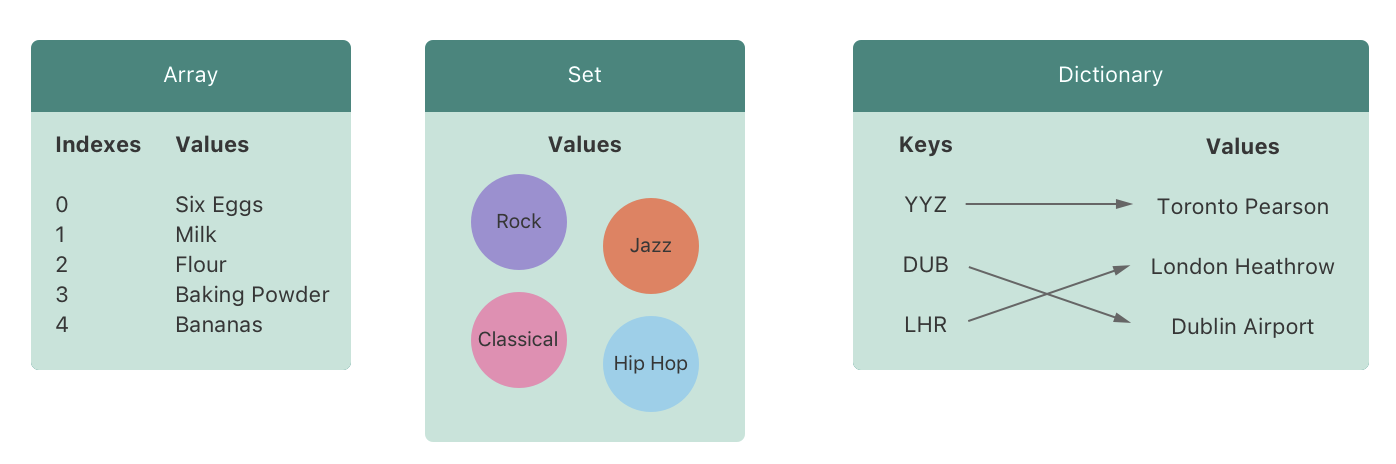 Array
Indexes Values
0 Six Eggs
1 Milk
2 Flour
3 Baking Powder
4 Bananas
Set
Values
Rock
Jazz
Classical
Hip Hop
Dictionary
Keys Values
YYZ Toronto Pearson
DUB London Heathrow
LHR Dublin Airport